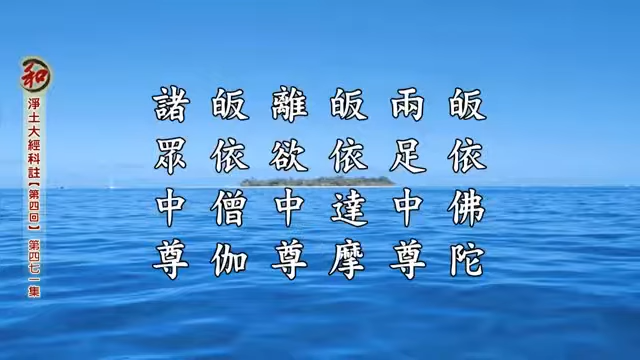 皈依佛陀
兩足中尊
皈依達摩
離欲中尊
皈依僧伽
諸眾中尊
和
淨土大經科註【第四回】 第四七一集